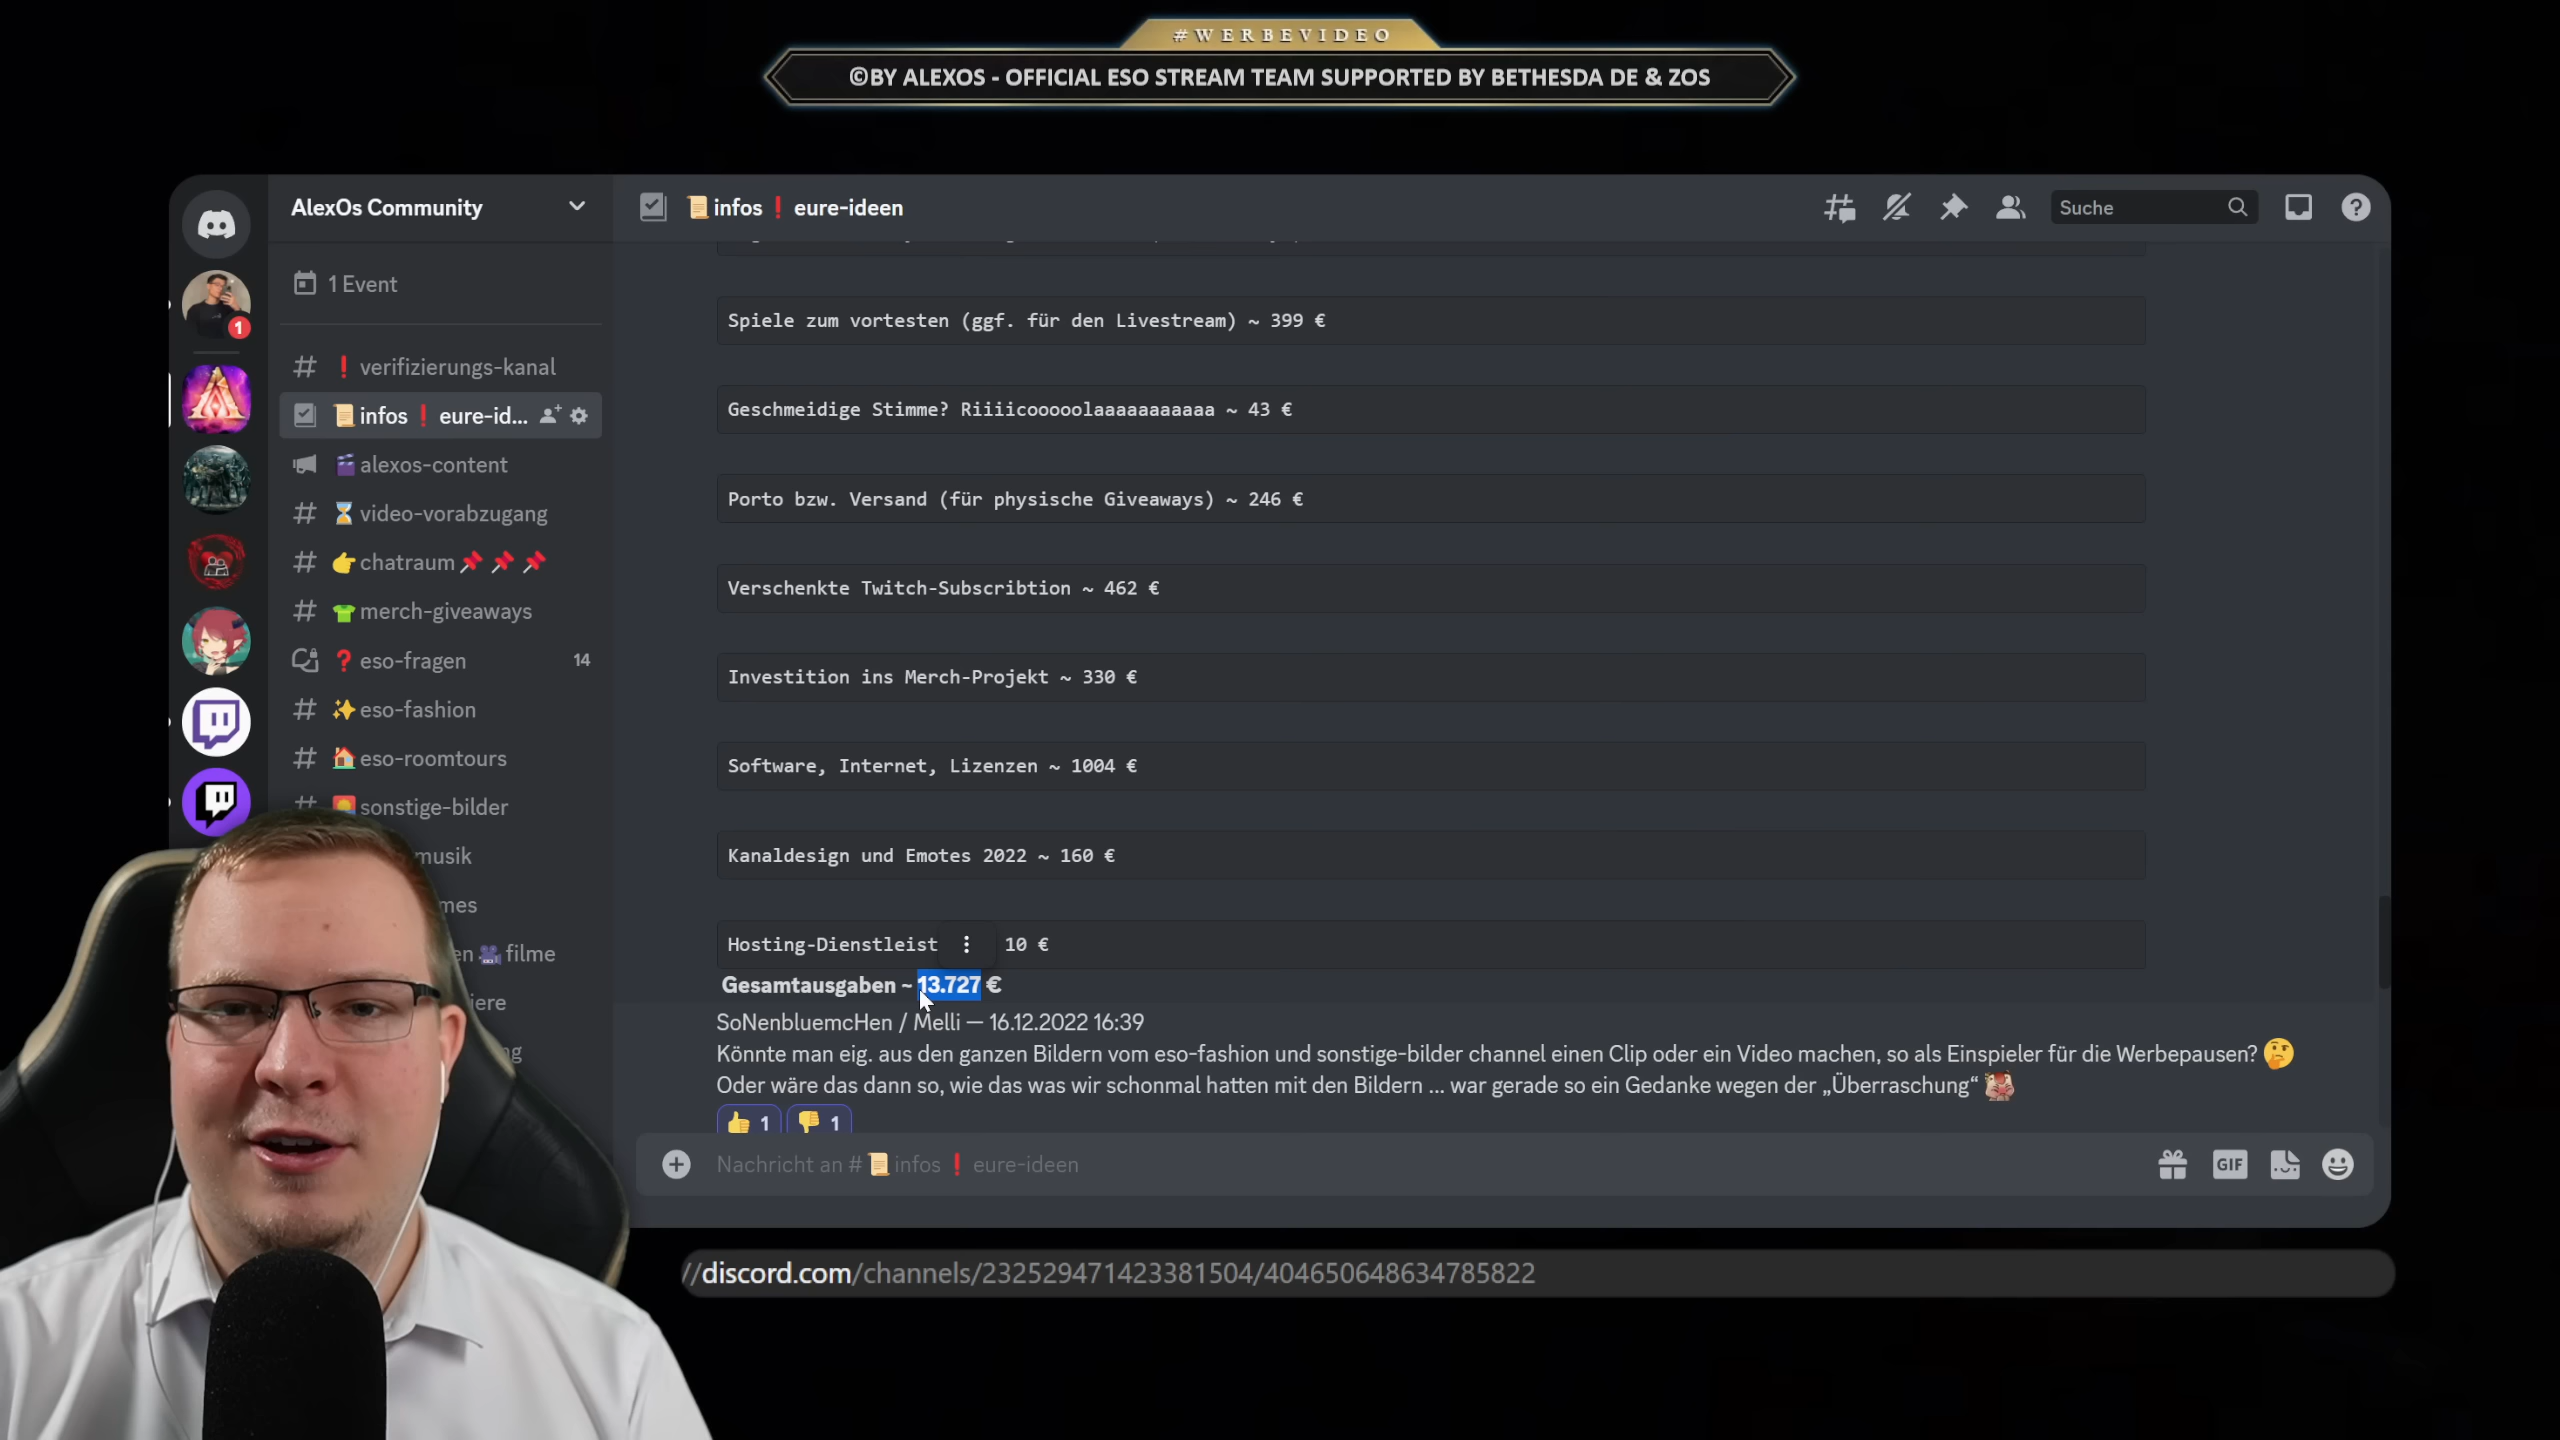 #WERBEVIDEO
©BY ALEXOS - OFFICIAL ESO STREAM TEAM SUPPORTED BY BETHESDA DE & ZOS
AlexOs Community
📜infos❗eure-ideen
Suche
1 Event
❗verifizierungs-kanal
📜infos❗eure-id...
🎬alexos-content
⏳video-vorabzugang
👉chatraum📌📌📌
👕merch-giveaways
❓eso-fragen 14
✨eso-fashion
🏠eso-roomtours
sonstige-bilder
musik
mes
en🎥filme
iere
ng
1
Spiele zum vortesten (ggf. für den Livestream) ~ 399 €
Geschmeidige Stimme? Riiiicooooolaaaaaaaaaaa ~ 43 €
Porto bzw. Versand (für physische Giveaways) ~ 246 €
Verschenkte Twitch-Subscribtion ~ 462 €
Investition ins Merch-Projekt ~ 330 €
Software, Internet, Lizenzen ~ 1004 €
Kanaldesign und Emotes 2022 ~ 160 €
Hosting-Dienstleist 10 €
Gesamtausgaben ~ 13.727 €
SoNenbluemcHen / Melli — 16.12.2022 16:39
Könnte man eig. aus den ganzen Bildern vom eso-fashion und sonstige-bilder channel einen Clip oder ein Video machen, so als Einspieler für die Werbepausen? 🤔
Oder wäre das dann so, wie das was wir schonmal hatten mit den Bildern ... war gerade so ein Gedanke wegen der „Überraschung“
👍 1 👎 1
Nachricht an #📜infos❗eure-ideen
GIF
//discord.com/channels/232529471423381504/404650648634785822